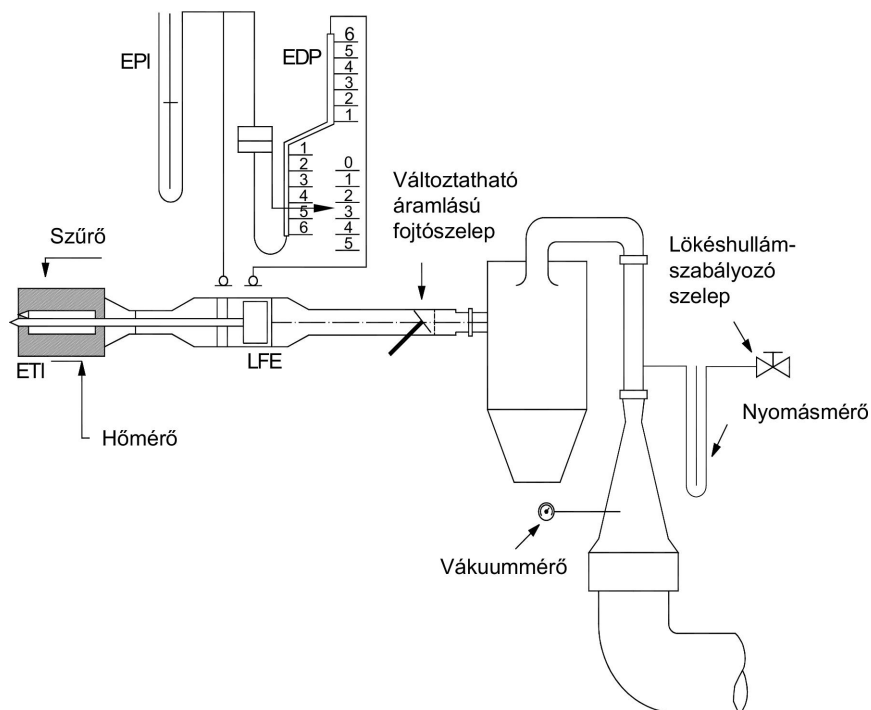 EPI
EDP
6
5
4
3
2
1
1
2
3
4
5
6
0
1
2
3
4
5
Változtatható
áramlású
fojtószelep
Lökéshullám-
szabályozó
szelep
Szűrő
ETI
LFE
Hőmérő
Nyomásmérő
Vákuummérő